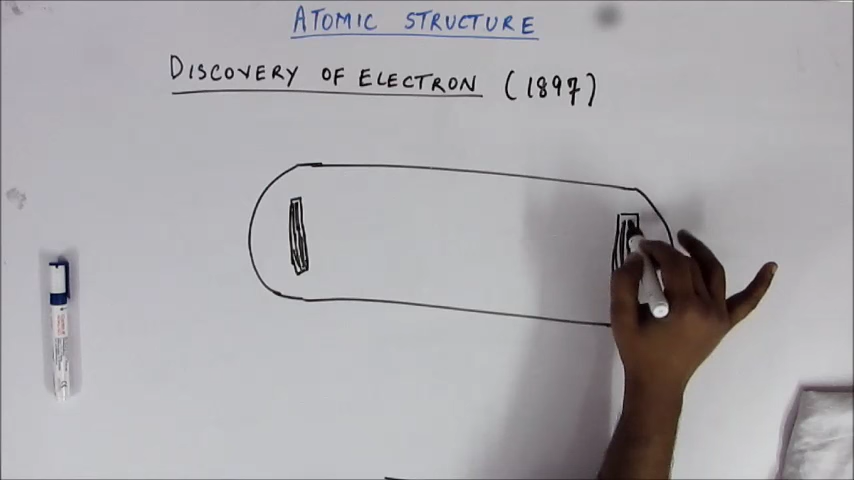 ATOMIC STRUCTURE
DISCOVERY OF ELECTRON (1897)